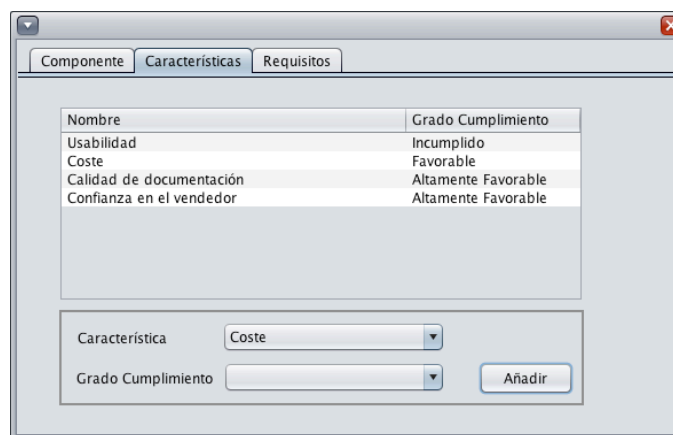 Componente Características Requisitos
Nombre Grado Cumplimiento
Usabilidad Incumplido
Coste Favorable
Calidad de documentación Altamente Favorable
Confianza en el vendedor Altamente Favorable
Característica Coste
Grado Cumplimiento Añadir